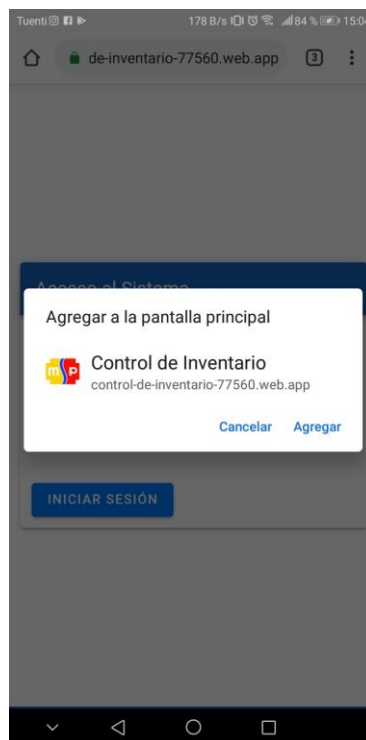 Tuenti 178 B/s 84 % 15:04
de-inventario-77560.web.app 3
Acceso al Sistema
Agregar a la pantalla principal
msp Control de Inventario
control-de-inventario-77560.web.app
Cancelar Agregar
INICIAR SESIÓN